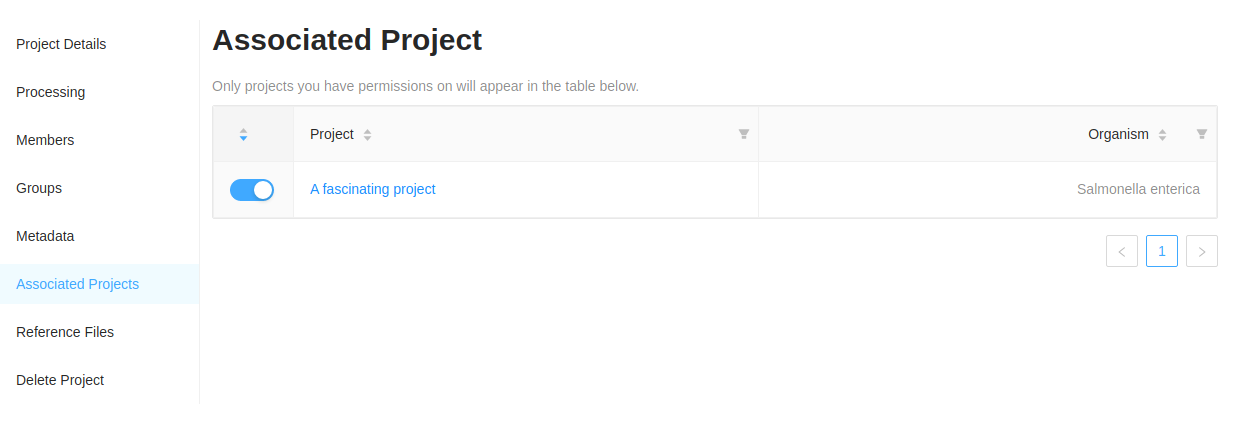 Project Details
Processing
Members
Groups
Metadata
Associated Projects
Reference Files
Delete Project
Associated Project
Only projects you have permissions on will appear in the table below.
Project Organism
A fascinating project Salmonella enterica
1